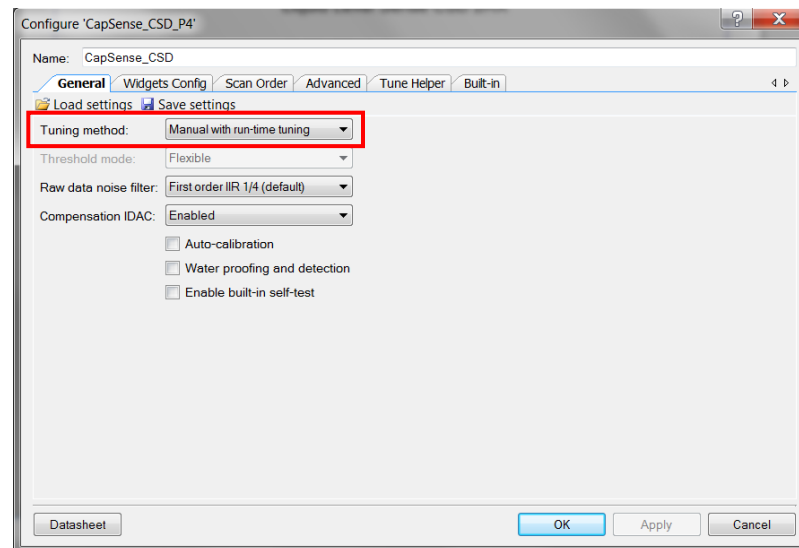 Configure 'CapSense_CSD_P4'
Name: CapSense_CSD
General Widgets Config Scan Order Advanced Tune Helper Built-in
Load settings Save settings
Tuning method: Manual with run-time tuning
Threshold mode: Flexible
Raw data noise filter: First order IIR 1/4 (default)
Compensation IDAC: Enabled
Auto-calibration
Water proofing and detection
Enable built-in self-test
Datasheet OK Apply Cancel